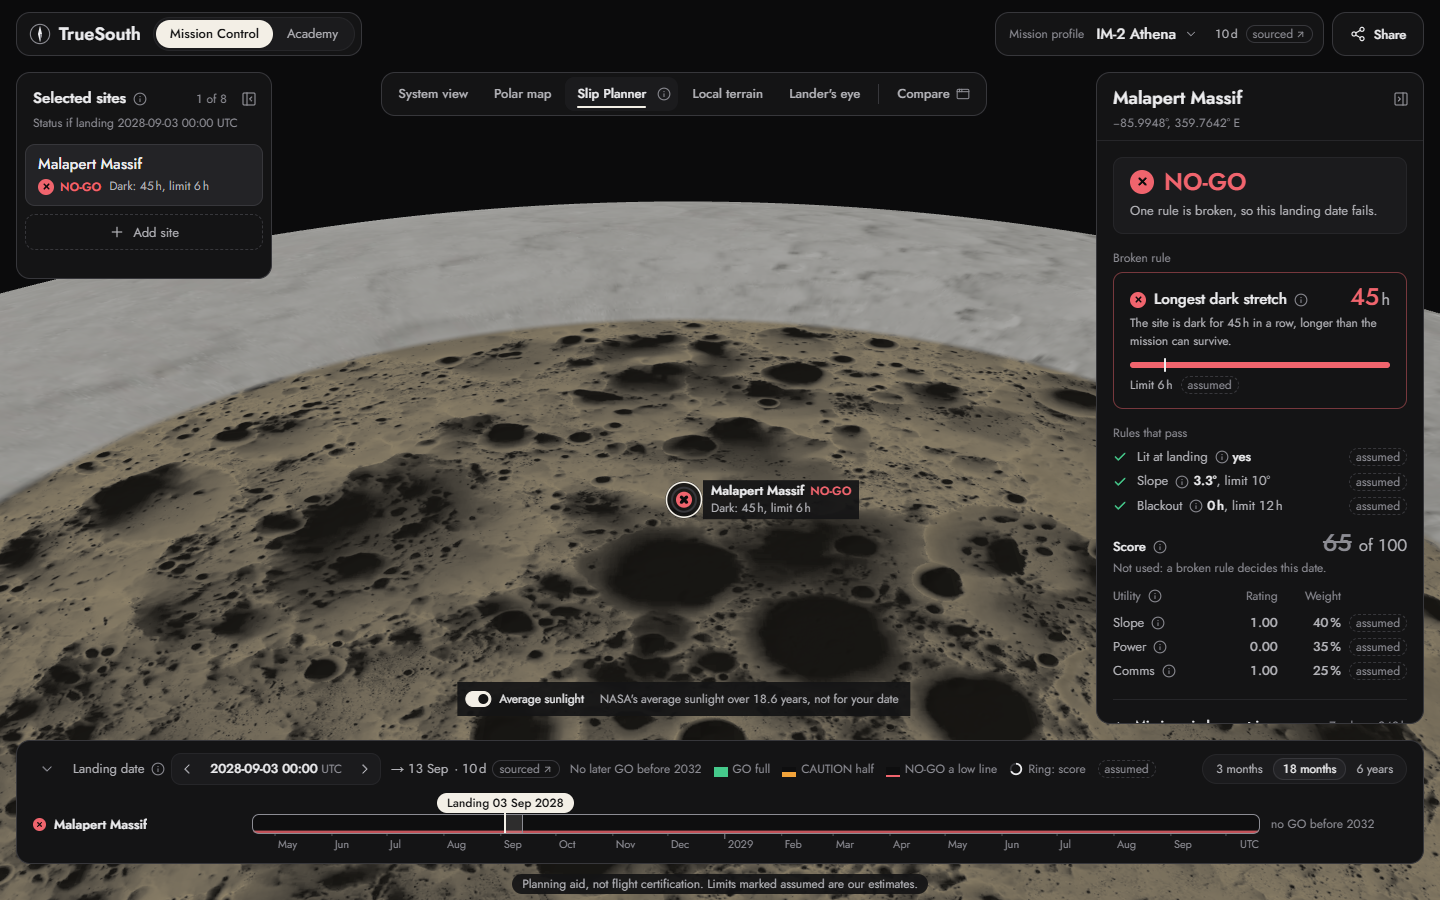 TrueSouth
Mission Control
Academy
Mission profile IM-2 Athena 10d sourced ↗
Share
Selected sites 1 of 8
Status if landing 2028-09-03 00:00 UTC
Malapert Massif
NO-GO Dark: 45h, limit 6h
+ Add site
System view
Polar map
Slip Planner
Local terrain
Lander's eye
Compare
Malapert Massif
−85.9948°, 359.7642° E
NO-GO
One rule is broken, so this landing date fails.
Broken rule
Longest dark stretch 45h
The site is dark for 45h in a row, longer than the
mission can survive.
Limit 6h assumed
Rules that pass
Lit at landing yes assumed
Slope 3.3°, limit 10° assumed
Blackout 0h, limit 12h assumed
Score 65 of 100
Not used: a broken rule decides this date.
Utility Rating Weight
Slope 1.00 40% assumed
Power 0.00 35% assumed
Comms 1.00 25% assumed
Malapert Massif NO-GO
Dark: 45h, limit 6h
Average sunlight NASA's average sunlight over 18.6 years, not for your date
Landing date 2028-09-03 00:00 UTC → 13 Sep · 10d sourced ↗ No later GO before 2032 GO full CAUTION half NO-GO a low line Ring: score assumed
3 months 18 months 6 years
Landing 03 Sep 2028
Malapert Massif no GO before 2032
May Jun Jul Aug Sep Oct Nov Dec 2029 Feb Mar Apr May Jun Jul Aug Sep UTC
Planning aid, not flight certification. Limits marked assumed are our estimates.